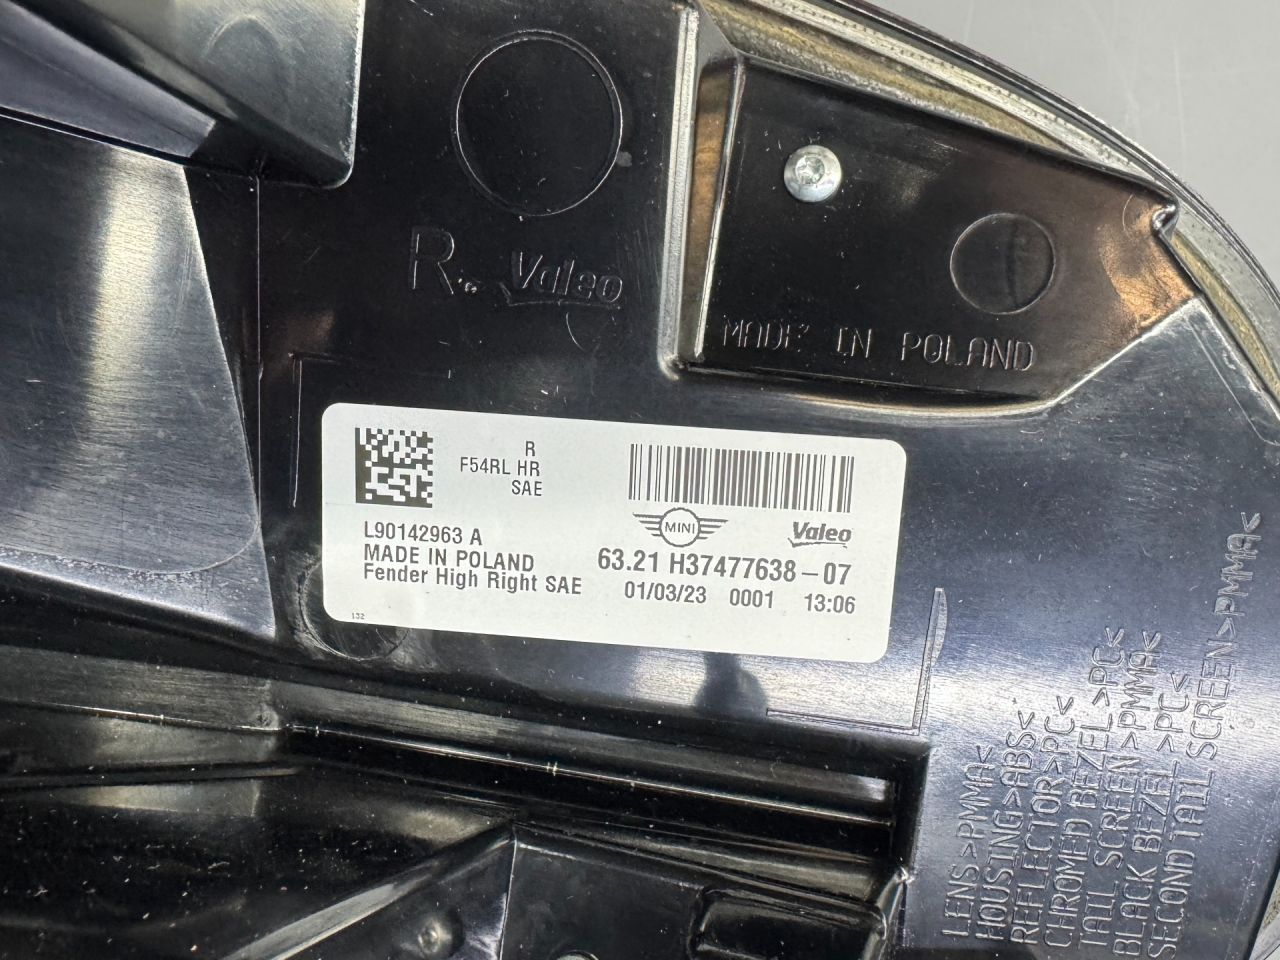 R
Valeo
MADE IN POLAND
R
F54RL HR
SAE
L90142963 A
MADE IN POLAND
Fender High Right SAE
132
MINI
Valeo
63.21 H37477638-07
01/03/23 0001 13:06
LENS>PMMA<
HOUSING>ABS<
REFLECTOR>PC<
CHROMED BEZEL >PC<
TAIL SCREEN >PMMA<
BLACK BEZEL >PC<
SECOND TAIL SCREEN>PMMA<